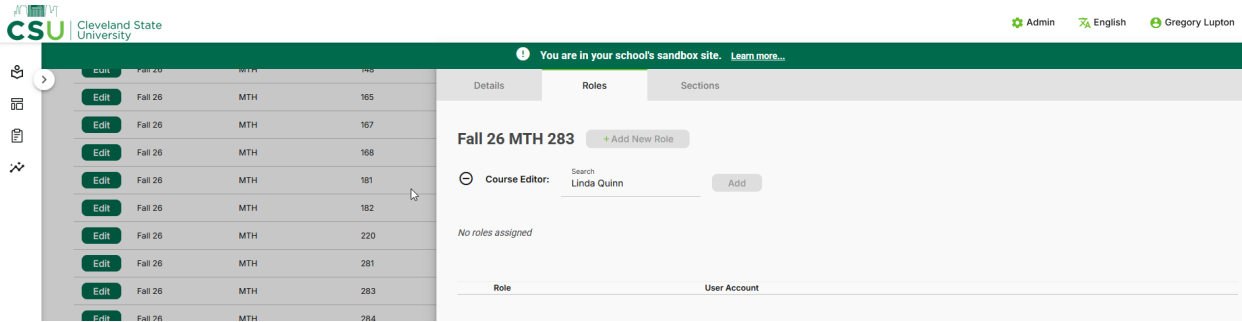 CSU Cleveland State
University
Admin
English
Gregory Lupton
You are in your school's sandbox site. Learn more...
Edit Fall 26 MTH 148
Edit Fall 26 MTH 165
Edit Fall 26 MTH 167
Edit Fall 26 MTH 168
Edit Fall 26 MTH 181
Edit Fall 26 MTH 182
Edit Fall 26 MTH 220
Edit Fall 26 MTH 281
Edit Fall 26 MTH 283
Edit Fall 26 MTH 284
Details Roles Sections
Fall 26 MTH 283 +Add New Role
Search
Course Editor: Linda Quinn Add
No roles assigned
Role User Account